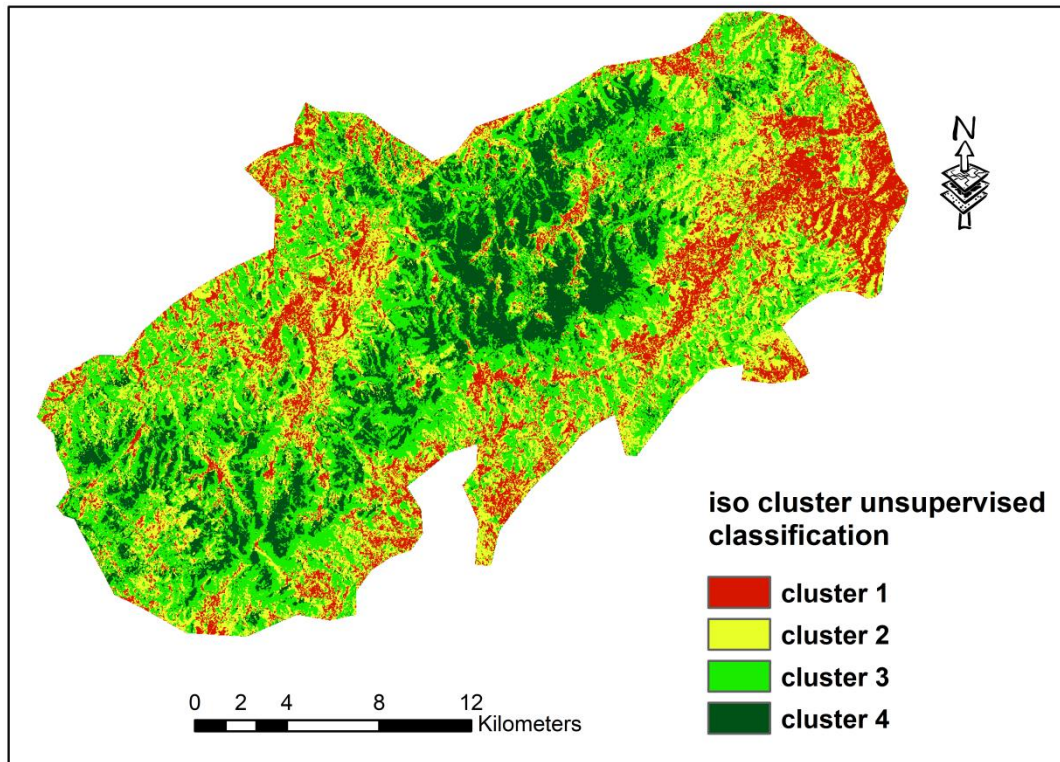 N
iso cluster unsupervised
classification
cluster 1
cluster 2
cluster 3
cluster 4
0 2 4 8 12
Kilometers